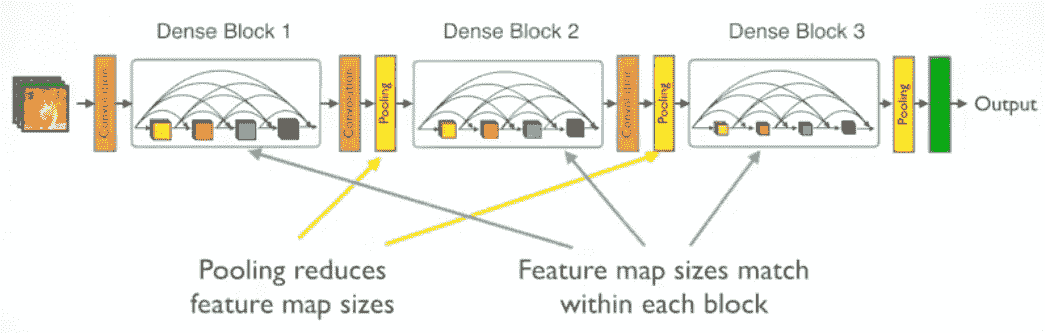 Dense Block 1
Dense Block 2
Dense Block 3
Convolution
Convolution
Pooling
Convolution
Pooling
Pooling
Output
Pooling reduces
feature map sizes
Feature map sizes match
within each block